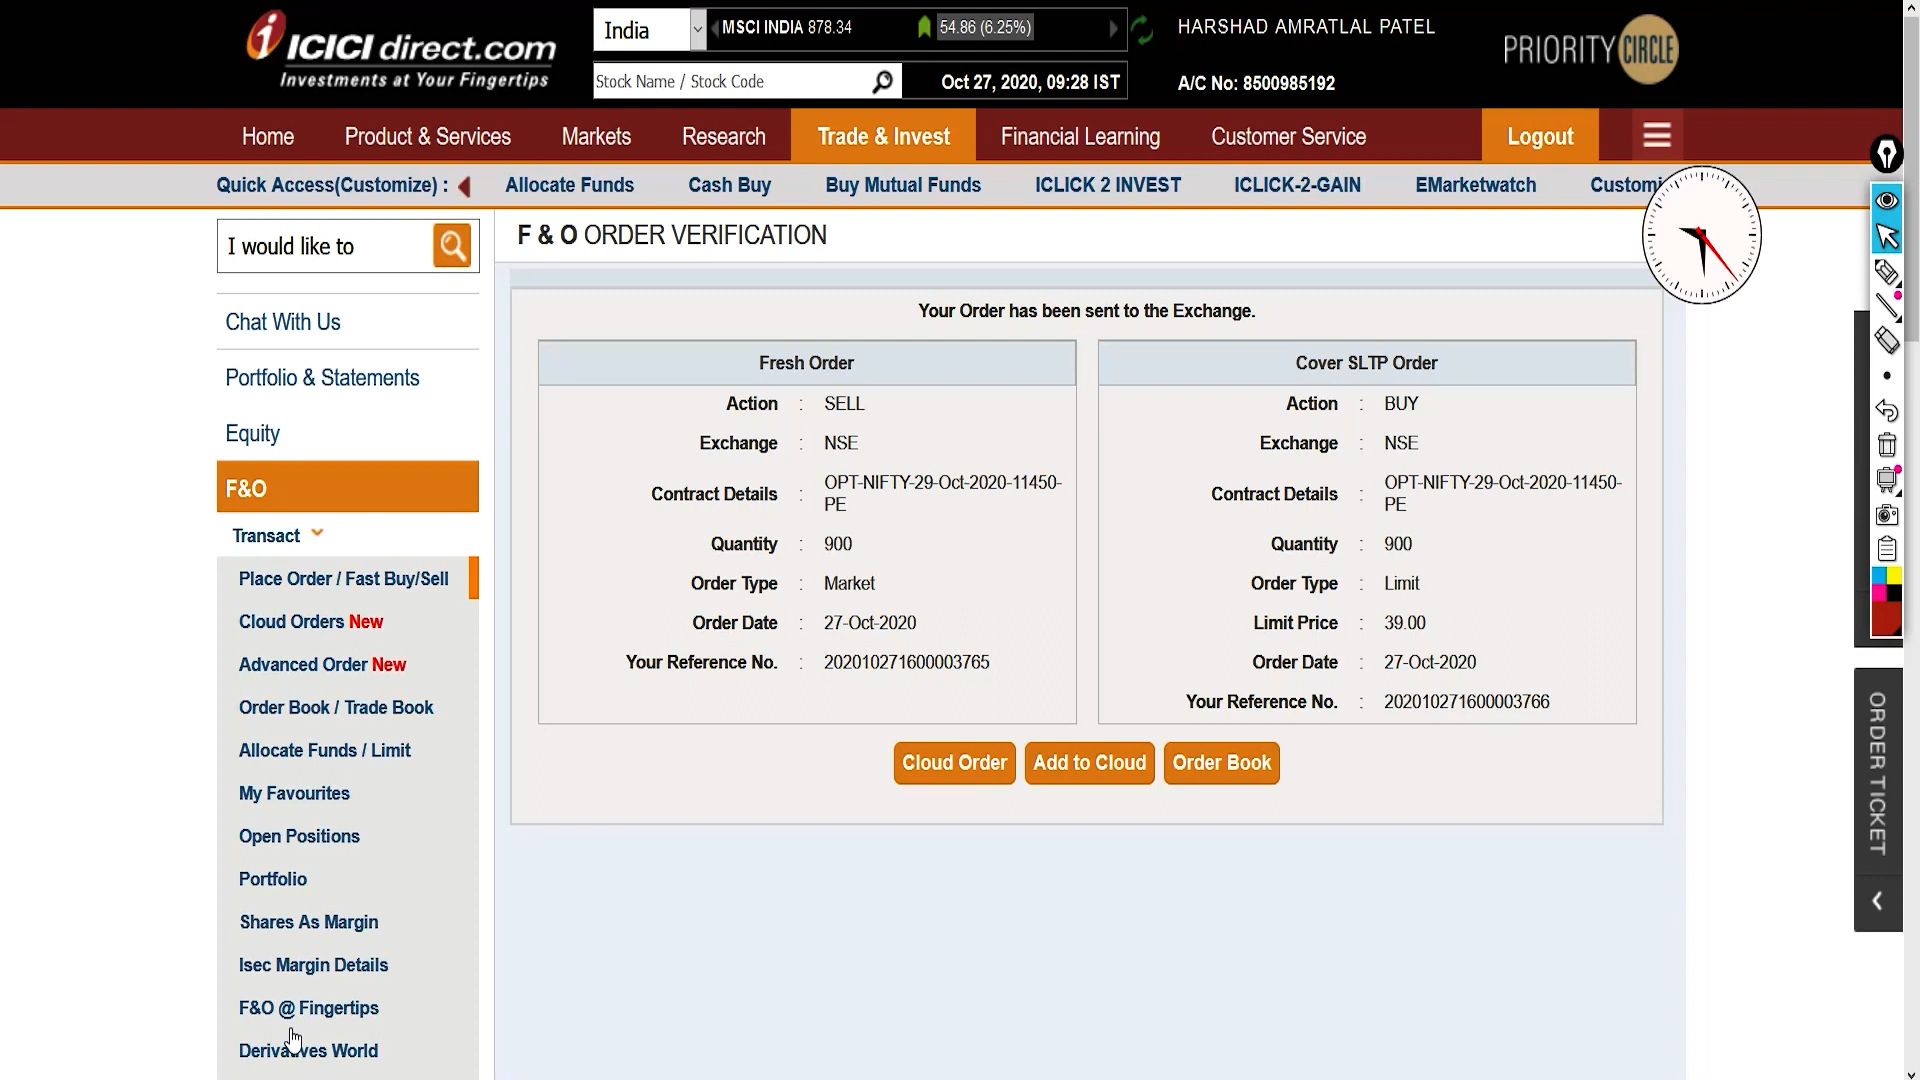 ICICI direct.com
Investments at Your Fingertips
India
MSCI INDIA 878.34
54.86 (6.25%)
Stock Name / Stock Code
Oct 27, 2020, 09:28 IST
HARSHAD AMRATLAL PATEL
A/C No: 8500985192
PRIORITY CIRCLE
Home
Product & Services
Markets
Research
Trade & Invest
Financial Learning
Customer Service
Logout
Quick Access(Customize) :
Allocate Funds
Cash Buy
Buy Mutual Funds
ICLICK 2 INVEST
ICLICK-2-GAIN
EMarketwatch
Customi
I would like to
Chat With Us
Portfolio & Statements
Equity
F&O
Transact
Place Order / Fast Buy/Sell
Cloud Orders New
Advanced Order New
Order Book / Trade Book
Allocate Funds / Limit
My Favourites
Open Positions
Portfolio
Shares As Margin
Isec Margin Details
F&O @ Fingertips
Derivatives World
F & O ORDER VERIFICATION
Your Order has been sent to the Exchange.
Fresh Order
Action : SELL
Exchange : NSE
Contract Details : OPT-NIFTY-29-Oct-2020-11450-
PE
Quantity : 900
Order Type : Market
Order Date : 27-Oct-2020
Your Reference No. : 202010271600003765
Cover SLTP Order
Action : BUY
Exchange : NSE
Contract Details : OPT-NIFTY-29-Oct-2020-11450-
PE
Quantity : 900
Order Type : Limit
Limit Price : 39.00
Order Date : 27-Oct-2020
Your Reference No. : 202010271600003766
Cloud Order
Add to Cloud
Order Book
ORDER TICKET